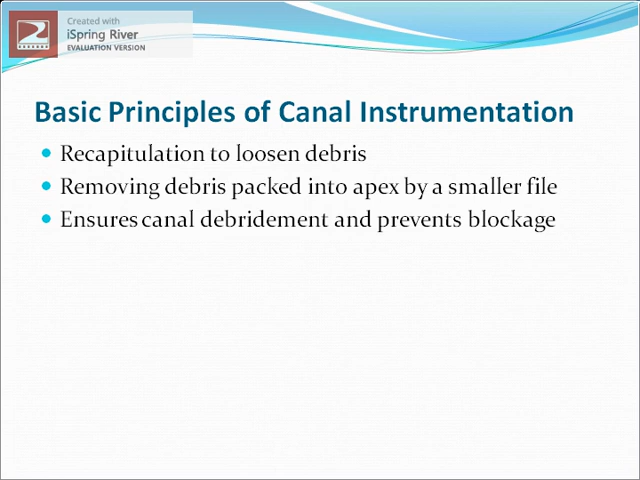 Created with
iSpring River
EVALUATION VERSION
Basic Principles of Canal Instrumentation
Recapitulation to loosen debris
Removing debris packed into apex by a smaller file
Ensures canal debridement and prevents blockage